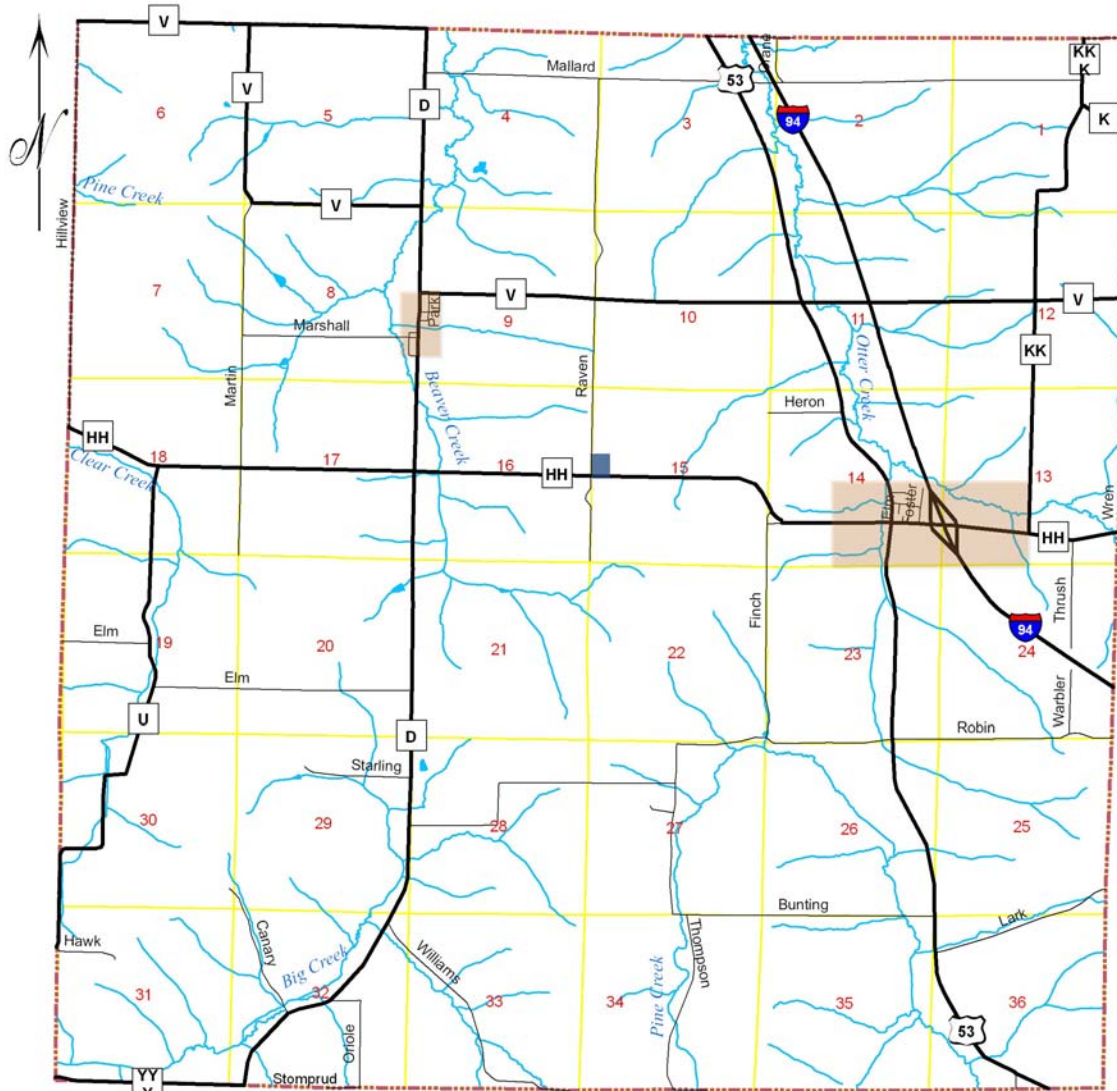 V
KK
K
N
V
Mallard
53
Crane
6
5
D
4
3
94
2
1
K
Pine Creek
V
Hillview
7
8
Park
V
9
10
11
12
V
Marshall
Martin
Beaver Creek
Raven
Otter Creek
KK
Heron
HH
18
Clear Creek
17
16
HH
15
14
13
Elm
Foster
Wren
HH
Elm
19
20
21
22
Finch
23
94
24
Thrush
Elm
Warbler
U
D
Robin
Starling
30
29
28
27
26
25
Bunting
Lark
Hawk
Canary
Big Creek
Williams
Thompson
Pine Creek
31
32
33
34
35
36
Oriole
53
YY
Y
Stomprud